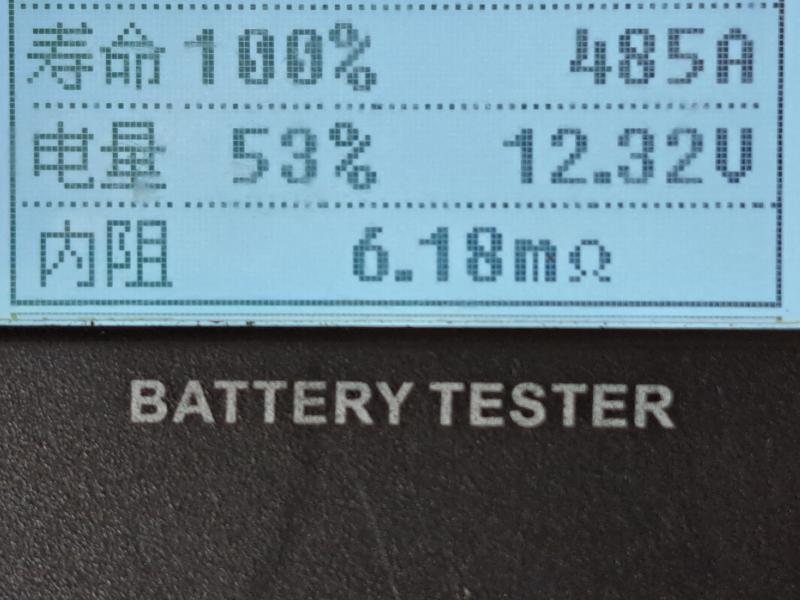 寿命 100% 485A
电量 53% 12.32V
内阻 6.18mΩ
BATTERY TESTER